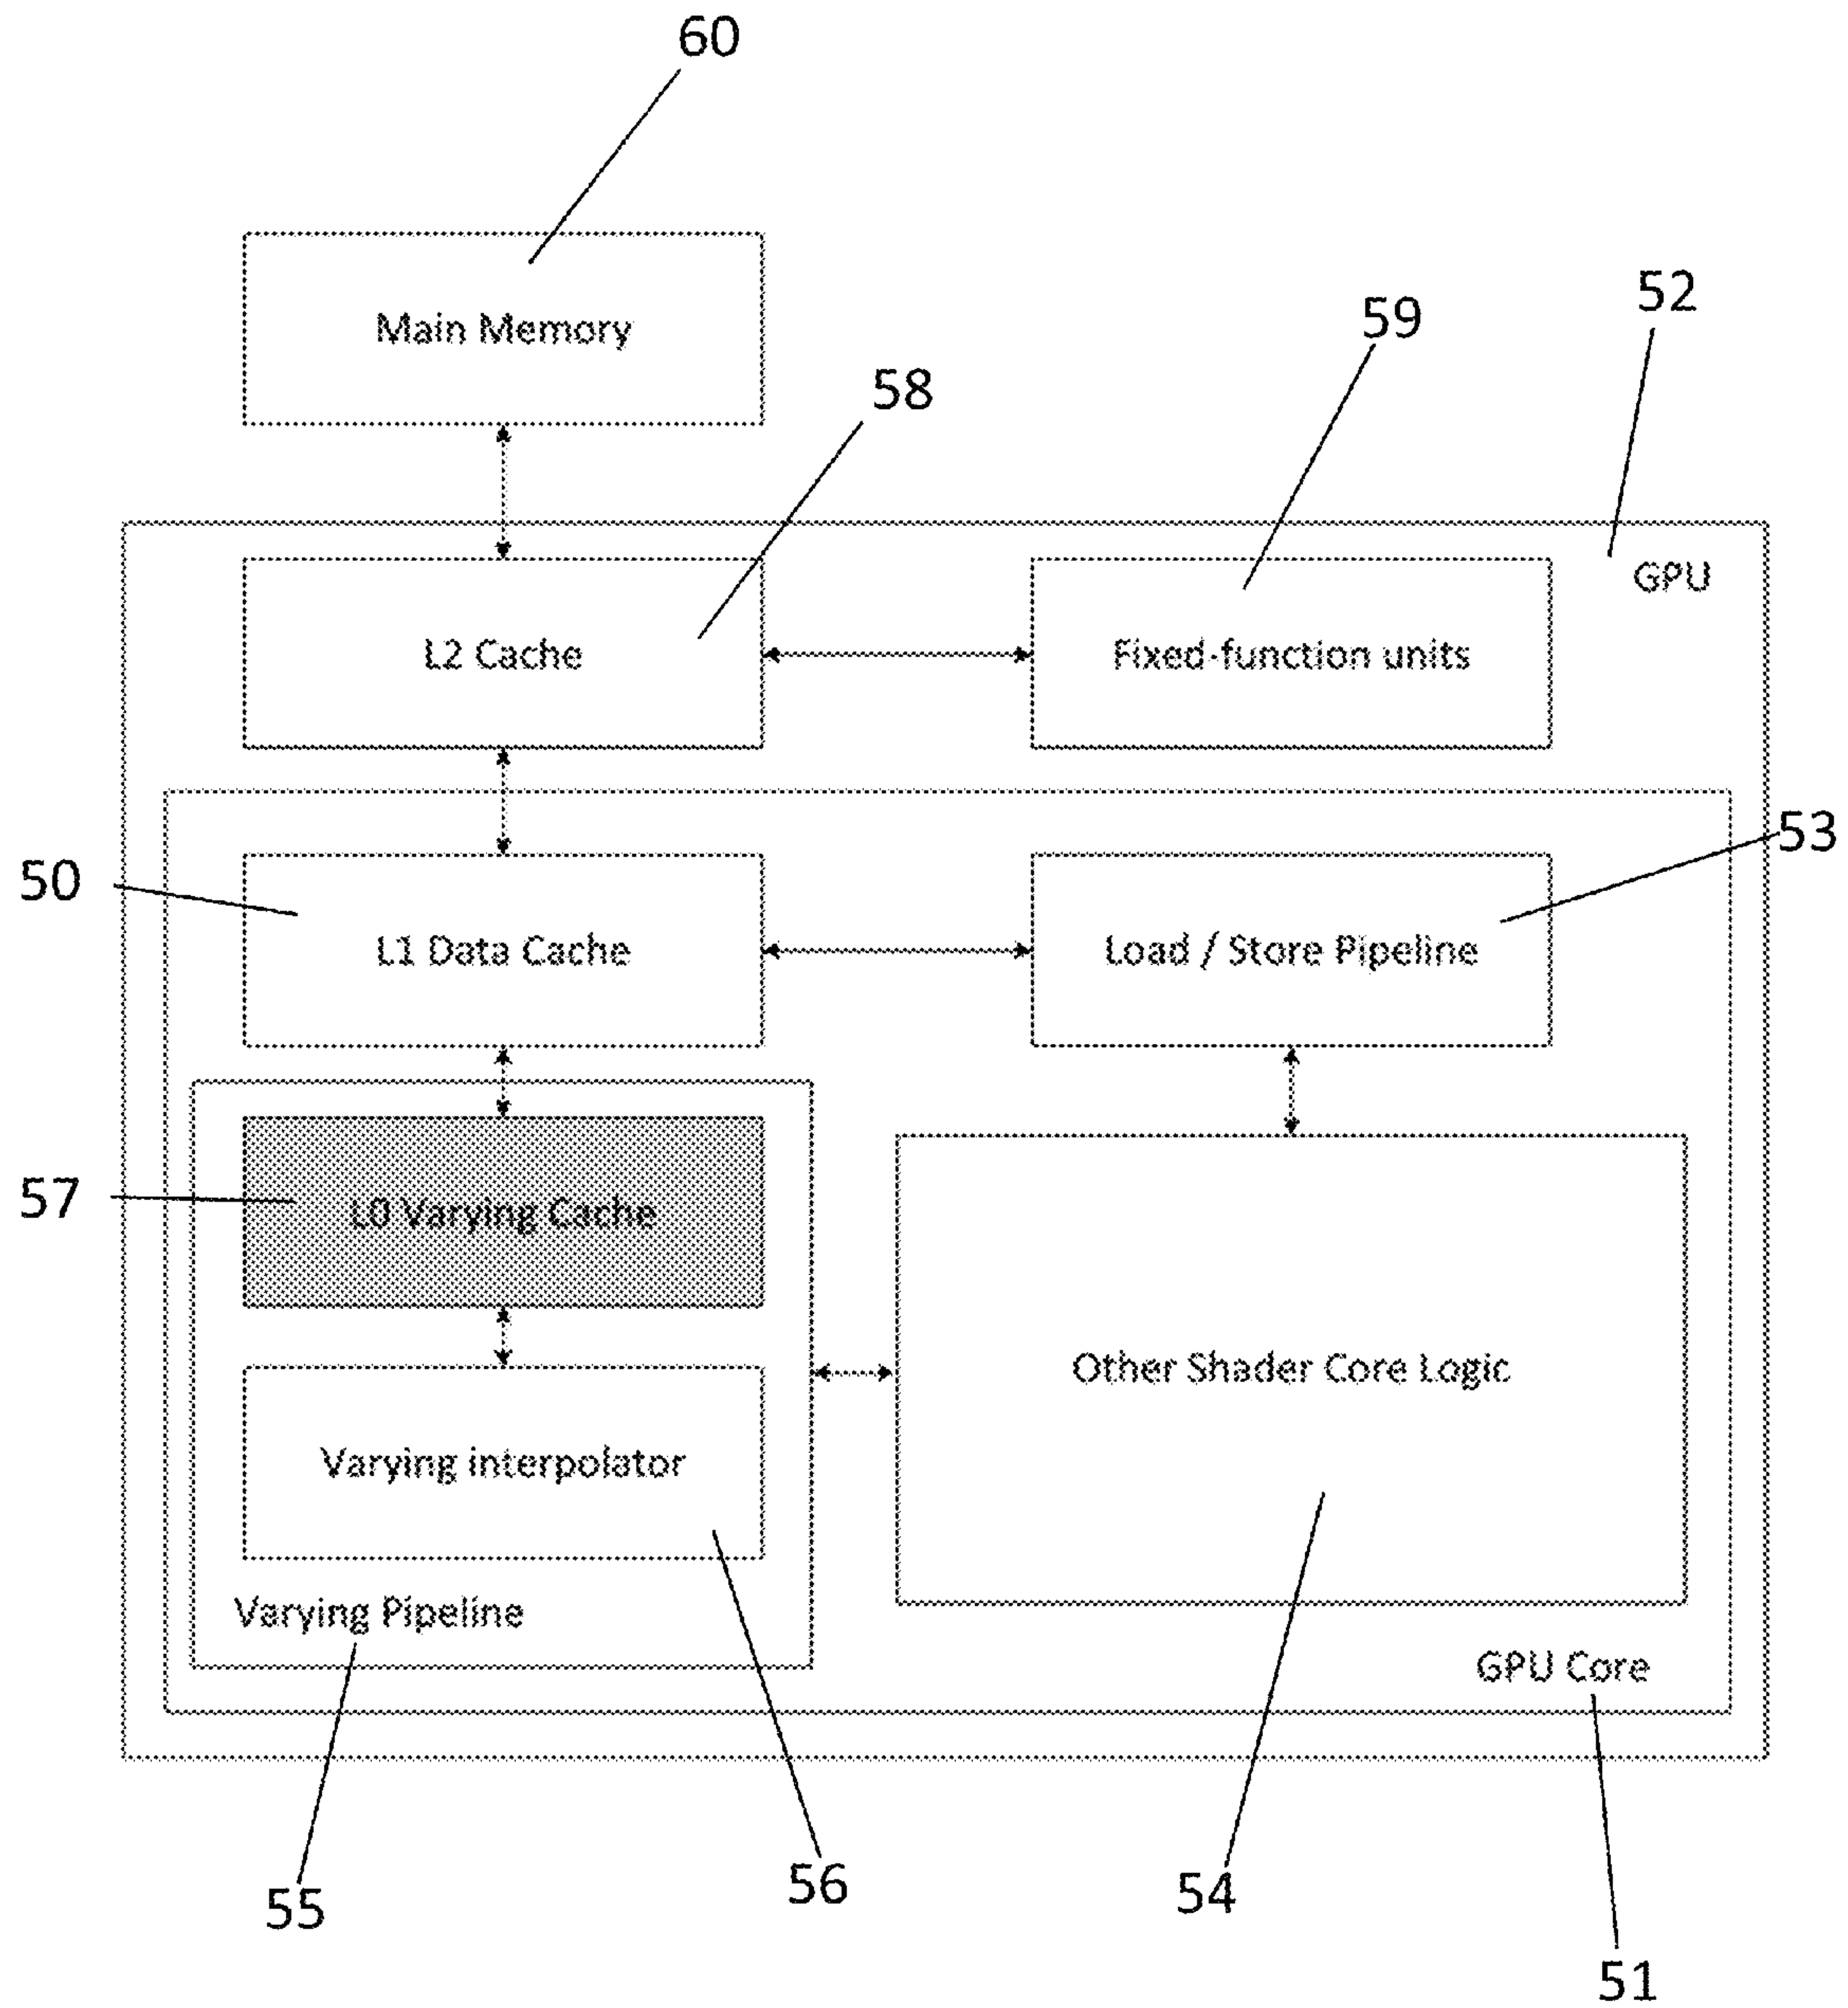 60
Main Memory
52
59
58
GPU
L2 Cache
Fixed-function units
53
50
L1 Data Cache
Load / Store Pipeline
57
L0 Varying Cache
Other Shader Core Logic
Varying interpolator
Varying Pipeline
GPU Core
56
54
55
51